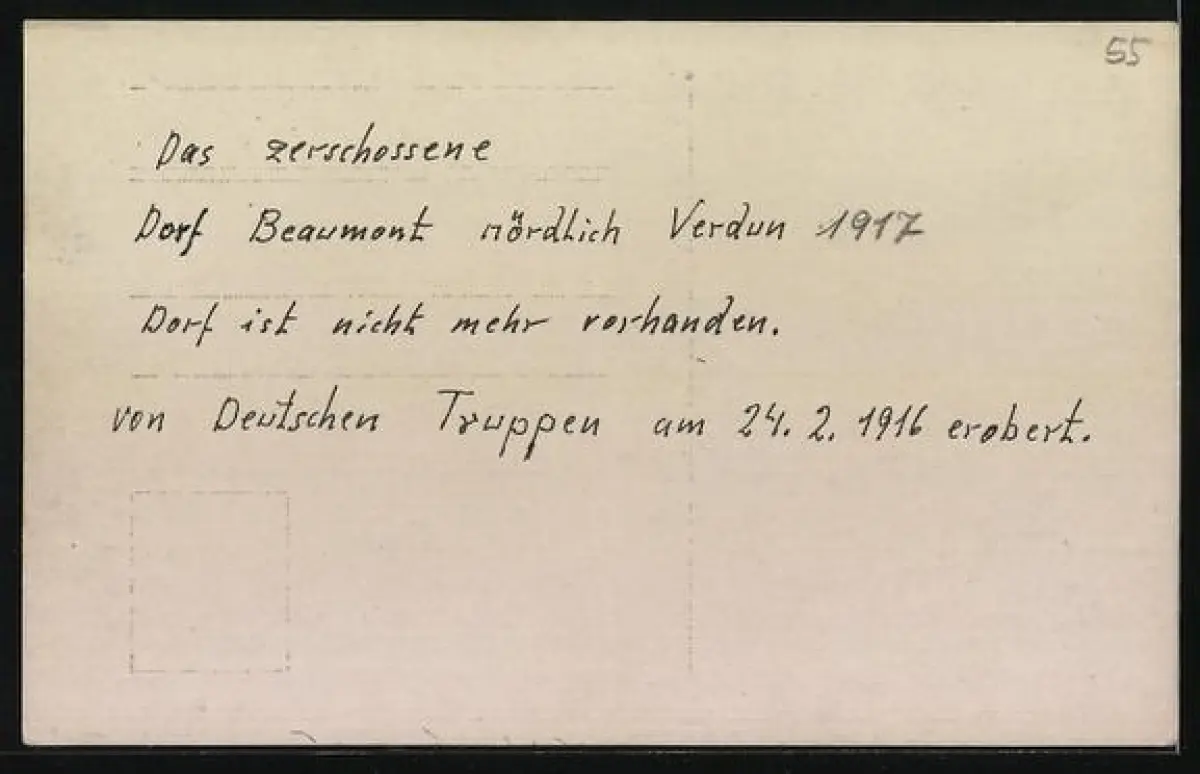 55
Das zerschossene
Dorf Beaumont nördlich Verdun 1917
Dorf ist nicht mehr vorhanden.
von Deutschen Truppen am 24. 2. 1916 erobert.